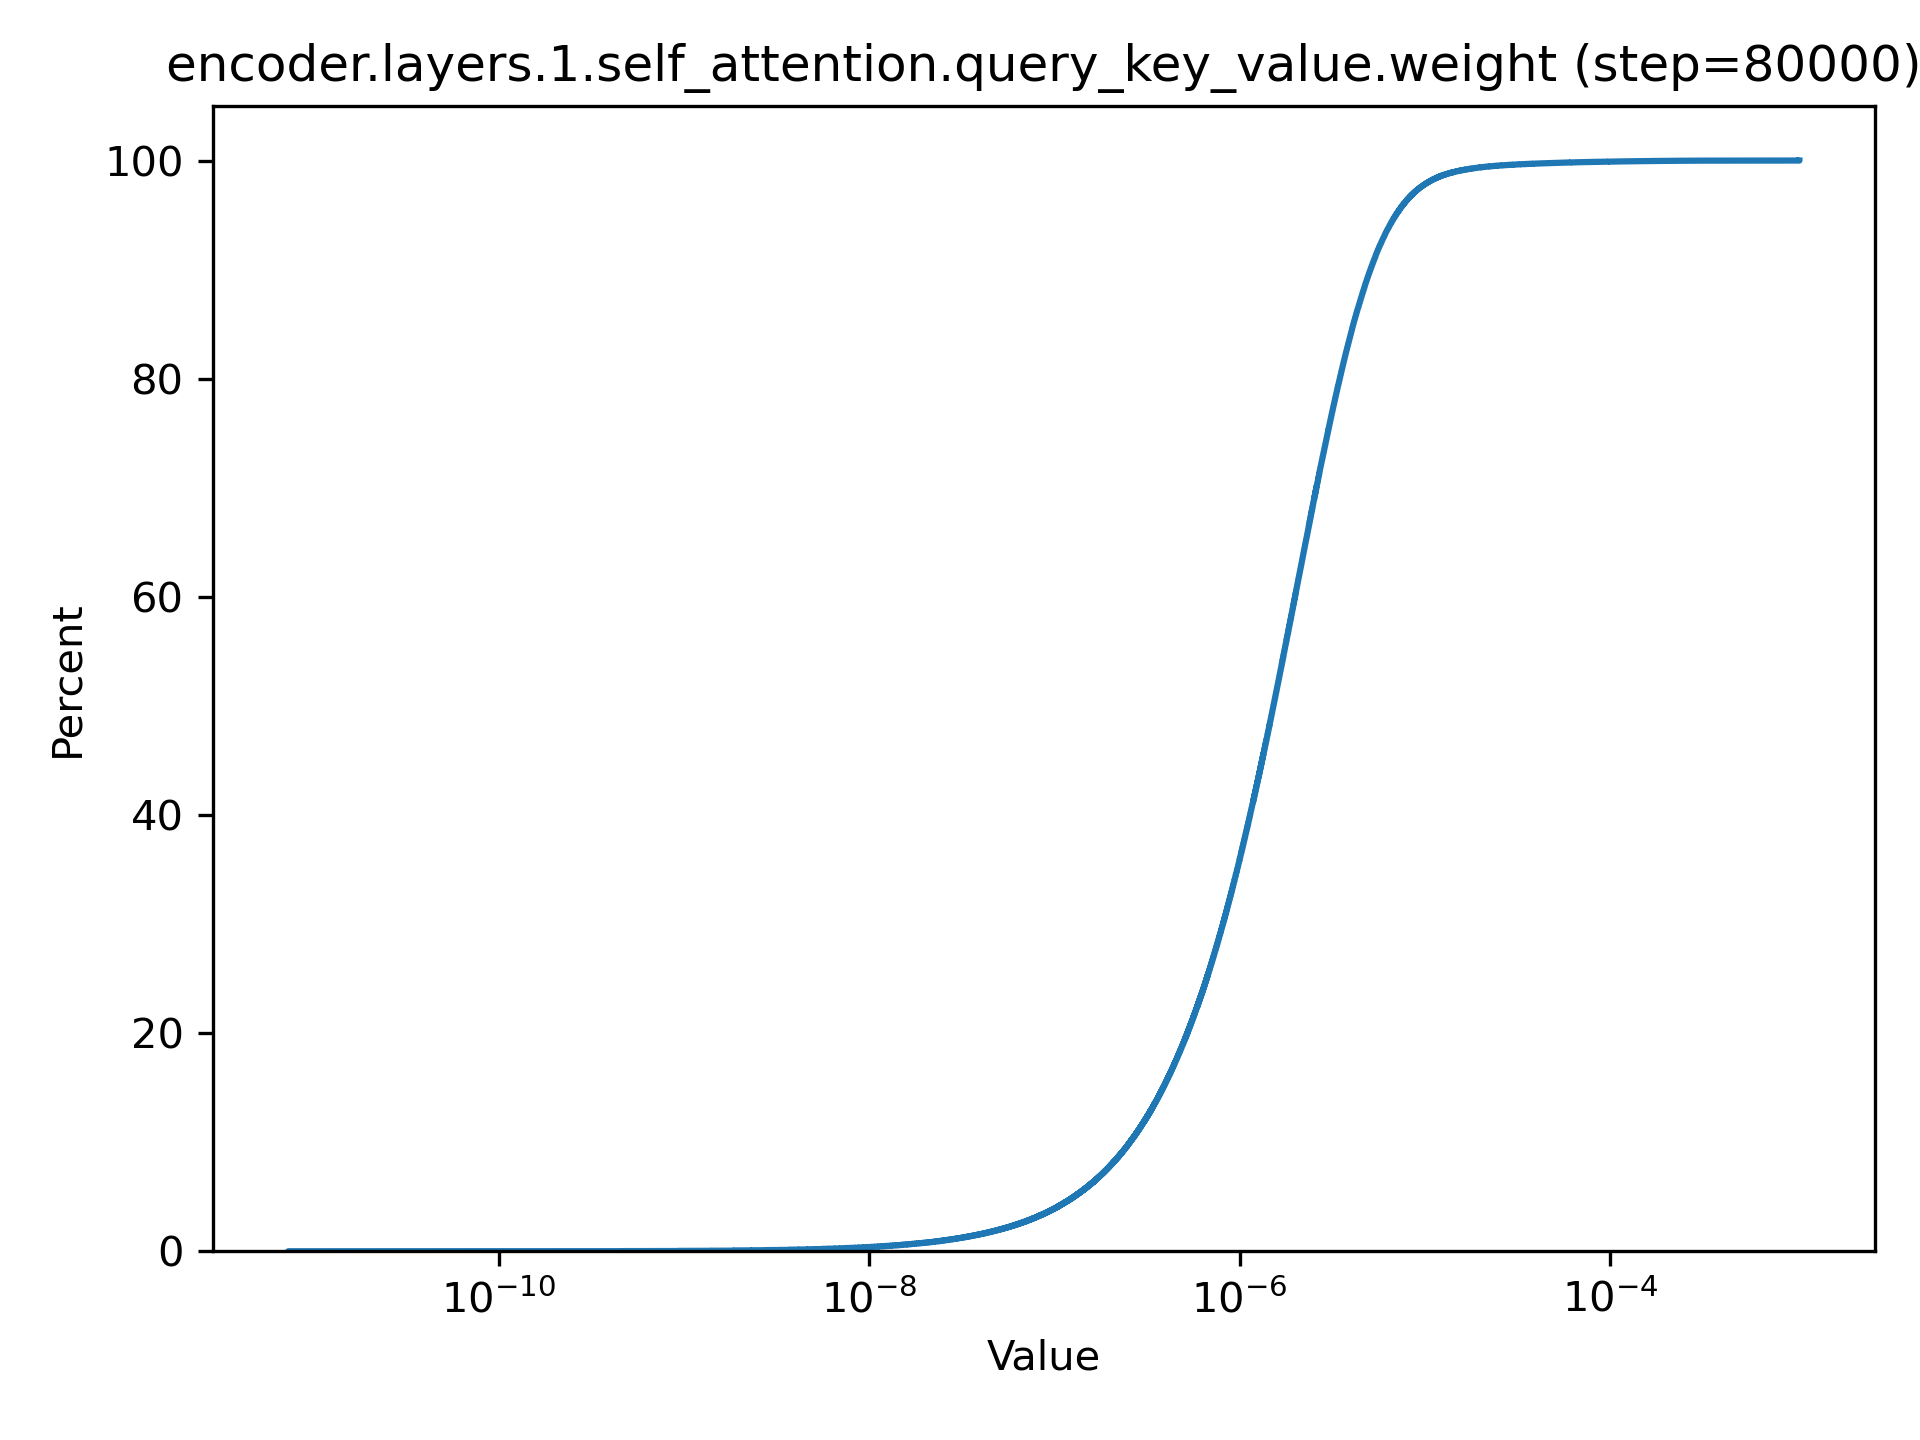 encoder.layers.1.self_attention.query_key_value.weight (step=80000)
100
80
60
40
20
0
Percent
10⁻¹⁰ 10⁻⁸ 10⁻⁶ 10⁻⁴
Value